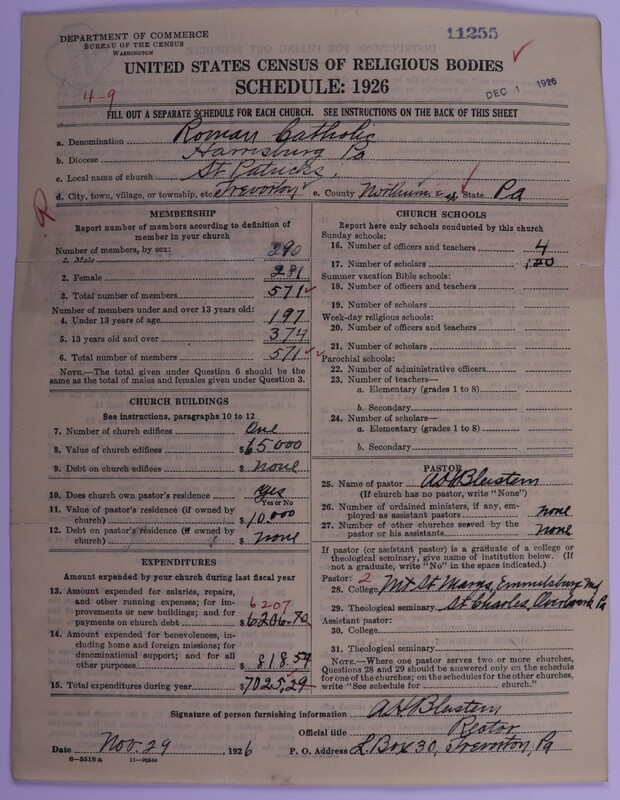 DEPARTMENT OF COMMERCE
BUREAU OF THE CENSUS
WASHINGTON
11255
UNITED STATES CENSUS OF RELIGIOUS BODIES
SCHEDULE: 1926
DEC 1 1926
4-9
FILL OUT A SEPARATE SCHEDULE FOR EACH CHURCH. SEE INSTRUCTIONS ON THE BACK OF THIS SHEET
a. Denomination Roman Catholic
b. Diocese Harrisburg Pa
c. Local name of church St Patricks,
d. City, town, village, or township, etc Trevorton e. County Northum. State Pa
MEMBERSHIP
Report number of members according to definition of
member in your church
Number of members, by sex:
1. Male 290
2. Female 281
3. Total number of members 571
Number of members under and over 13 years old:
4. Under 13 years of age 197
5. 13 years old and over 374
6. Total number of members 571
NOTE.—The total given under Question 6 should be
the same as the total of males and females given under Question 3.
CHURCH BUILDINGS
See instructions, paragraphs 10 to 12
7. Number of church edifices One
8. Value of church edifices $65000
9. Debt on church edifices $ none
10. Does church own pastor's residence Yes
Yes or No
11. Value of pastor's residence (if owned by
church) $10.000
12. Debt on pastor's residence (if owned by
church) $ none
EXPENDITURES
Amount expended by your church during last fiscal year
13. Amount expended for salaries, repairs,
and other running expenses; for im-
provements or new buildings; and for
payments on church debt 6207 $6206.70
14. Amount expended for benevolences, in-
cluding home and foreign missions; for
denominational support; and for all
other purposes $818.59
15. Total expenditures during year $7025,29
CHURCH SCHOOLS
Report here only schools conducted by this church
Sunday schools:
16. Number of officers and teachers 4
17. Number of scholars 120
Summer vacation Bible schools:
18. Number of officers and teachers
19. Number of scholars
Week-day religious schools:
20. Number of officers and teachers
21. Number of scholars
Parochial schools:
22. Number of administrative officers
23. Number of teachers—
a. Elementary (grades 1 to 8)
b. Secondary
24. Number of scholars—
a. Elementary (grades 1 to 8)
b. Secondary
PASTOR
25. Name of pastor
(If church has no pastor, write "None")
26. Number of ordained ministers, if any, em-
ployed as assistant pastors none
27. Number of other churches served by the
pastor or his assistants none
If pastor (or assistant pastor) is a graduate of a college or
theological seminary, give name of institution below. (If
not a graduate, write "No" in the space indicated.)
Pastor: 2
28. College Mt St Marys, Emmitsburg Md
29. Theological seminary St Charles, Overbrook Pa
Assistant pastor:
30. College
31. Theological seminary
NOTE.—Where one pastor serves two or more churches,
Questions 28 and 29 should be answered only on the schedule
for one of the churches; on the schedules for the other churches,
write "See schedule for church."
Signature of person furnishing information
Official title Rector
Date Nov. 29, 1926 P. O. Address L. Box 30, Trevorton, Pa
8—5518 a